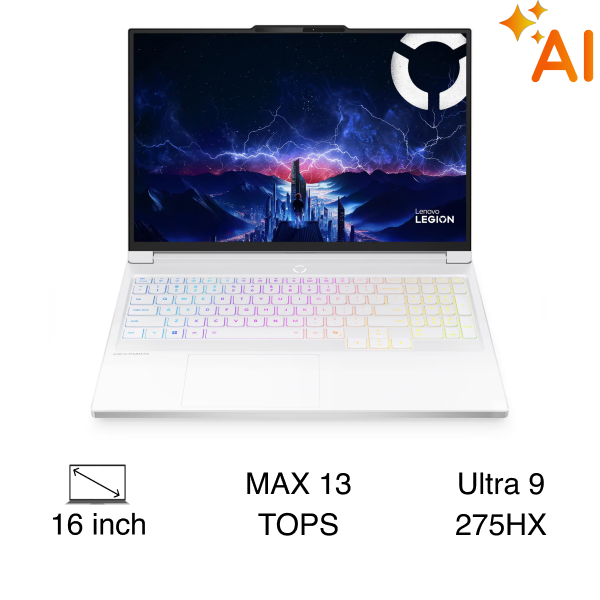 AI
Lenovo
LEGION
16 inch
MAX 13
TOPS
Ultra 9
275HX